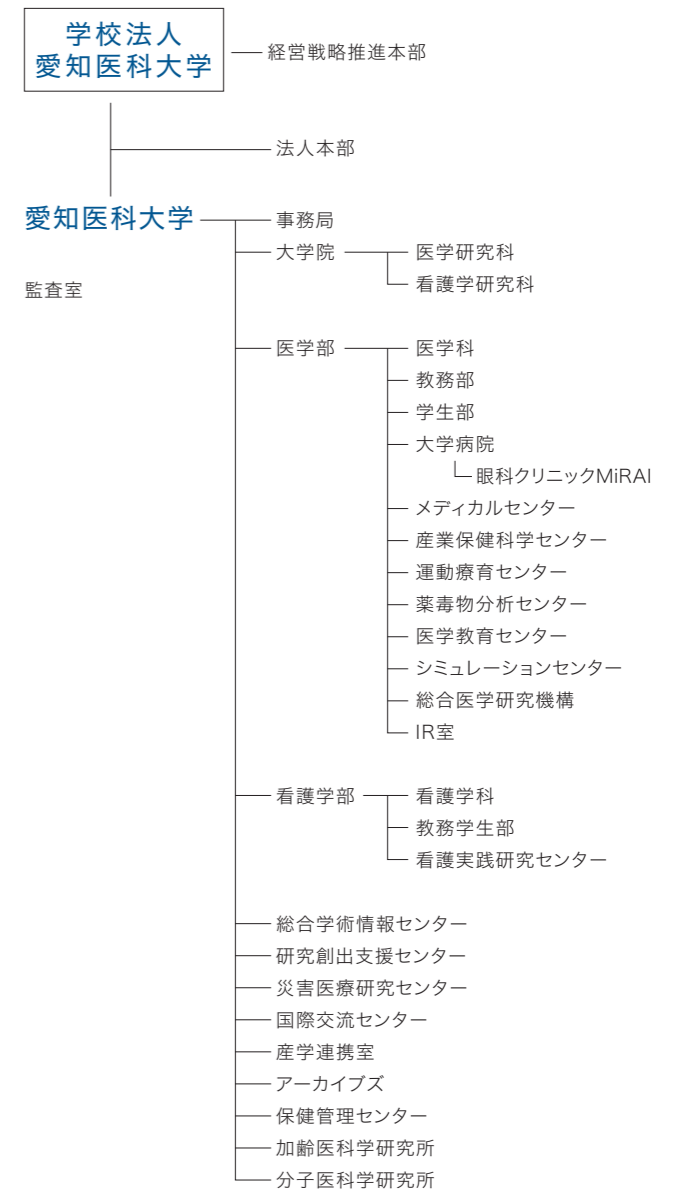 学校法人
愛知医科大学
経営戦略推進本部
法人本部
愛知医科大学
事務局
大学院
医学研究科
看護学研究科
監査室
医学部
医学科
教務部
学生部
大学病院
眼科クリニックMiRAI
メディカルセンター
産業保健科学センター
運動療育センター
薬毒物分析センター
医学教育センター
シミュレーションセンター
総合医学研究機構
IR室
看護学部
看護学科
教務学生部
看護実践研究センター
総合学術情報センター
研究創出支援センター
災害医療研究センター
国際交流センター
産学連携室
アーカイブズ
保健管理センター
加齢医科学研究所
分子医科学研究所